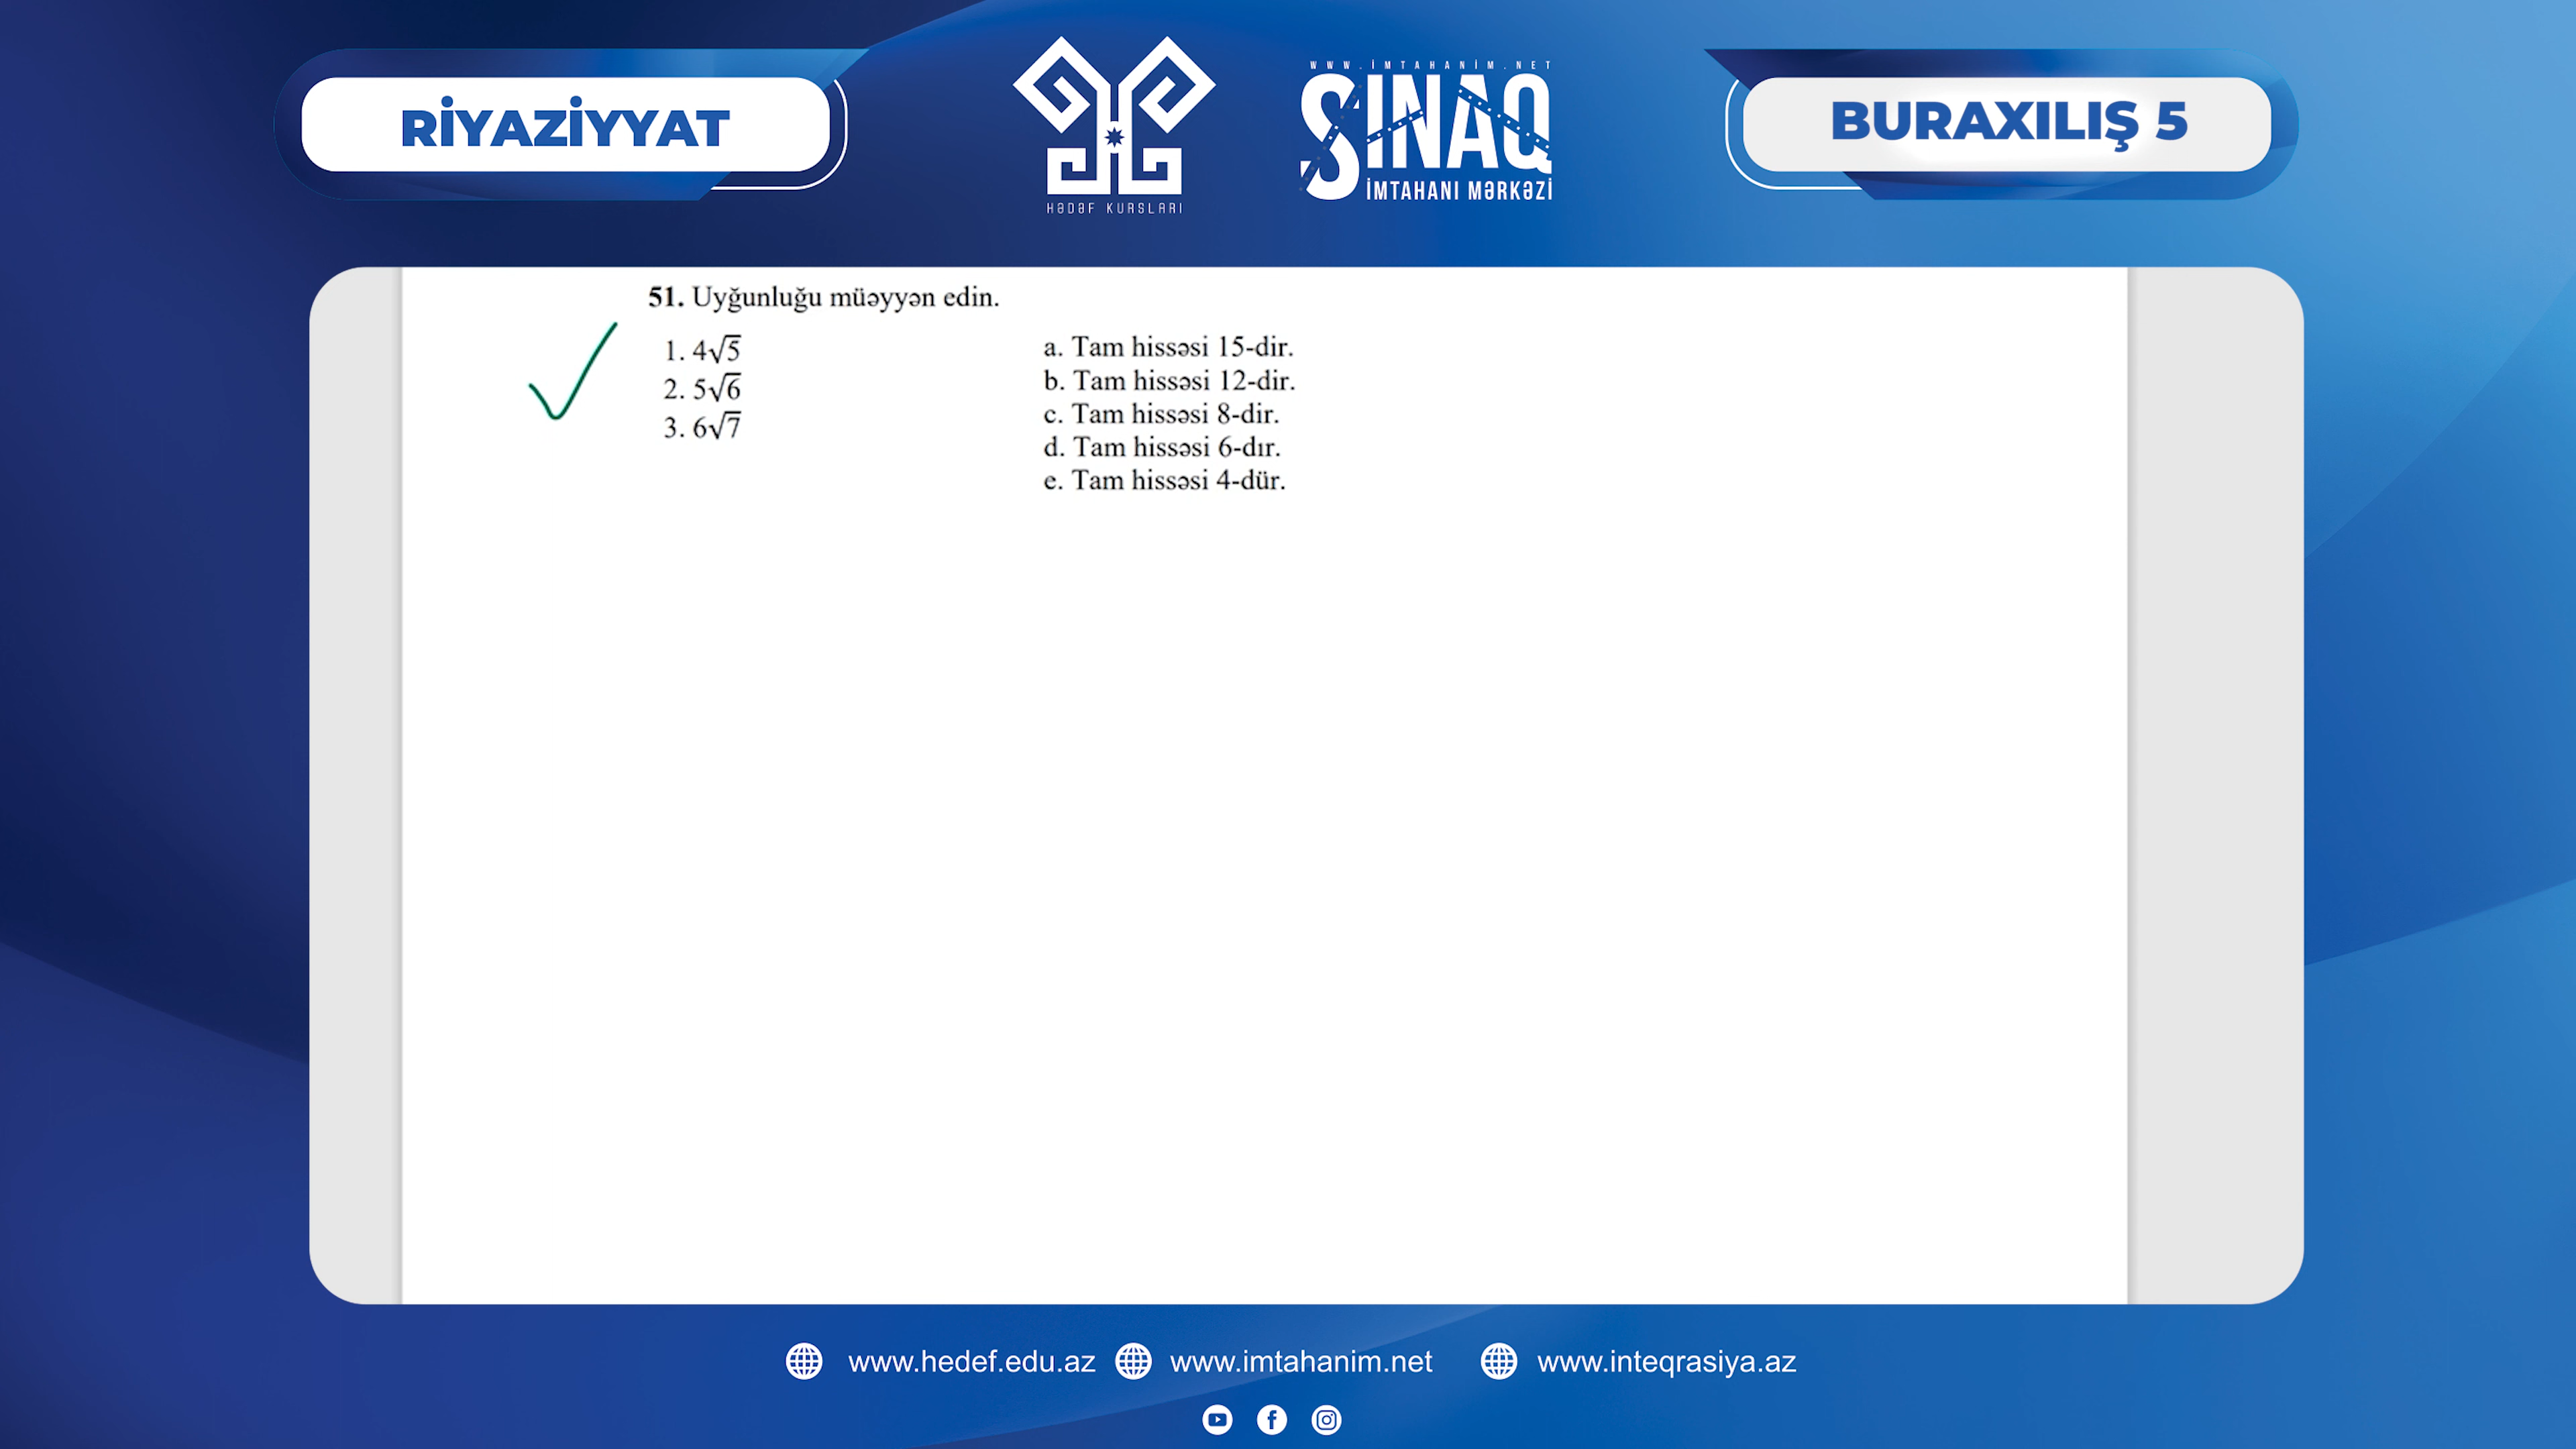 RİYAZİYYAT
HƏDƏF KURSLARI
WWW.İMTAHANİM.NET
SINAQ
İMTAHANI MƏRKƏZİ
BURAXILIŞ 5
51. Uyğunluğu müəyyən edin.
1. 4√5
2. 5√6
3. 6√7
a. Tam hissəsi 15-dir.
b. Tam hissəsi 12-dir.
c. Tam hissəsi 8-dir.
d. Tam hissəsi 6-dır.
e. Tam hissəsi 4-dür.
www.hedef.edu.az www.imtahanim.net www.inteqrasiya.az